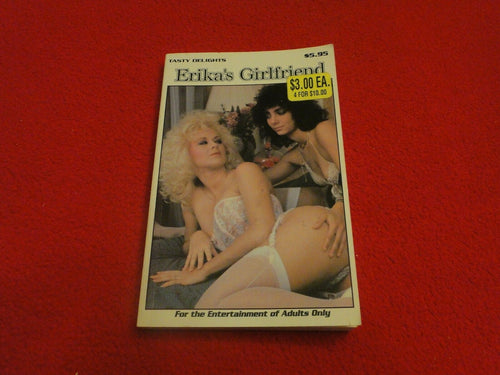 TASTY DELIGHTS
$5.95
Erika's Girlfriend
$3.00 EA.
4 FOR $10.00
For the Entertainment of Adults Only